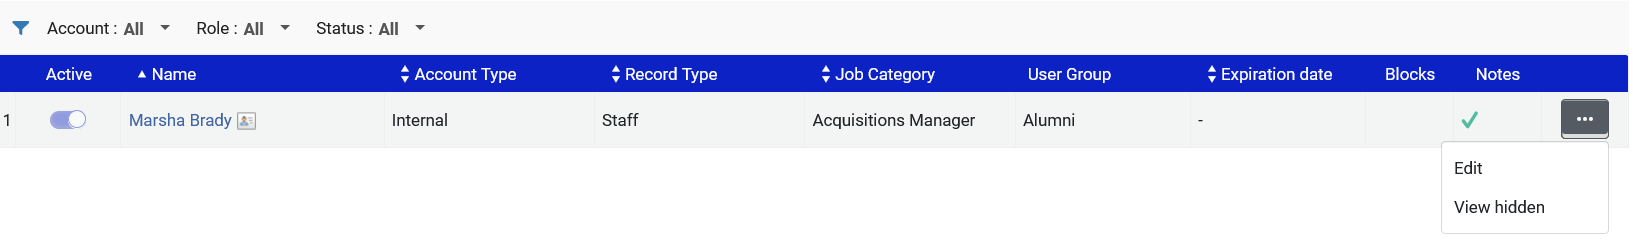 Account : All Role : All Status : All
Active Name Account Type Record Type Job Category User Group Expiration date Blocks Notes
1 Marsha Brady Internal Staff Acquisitions Manager Alumni -
Edit
View hidden